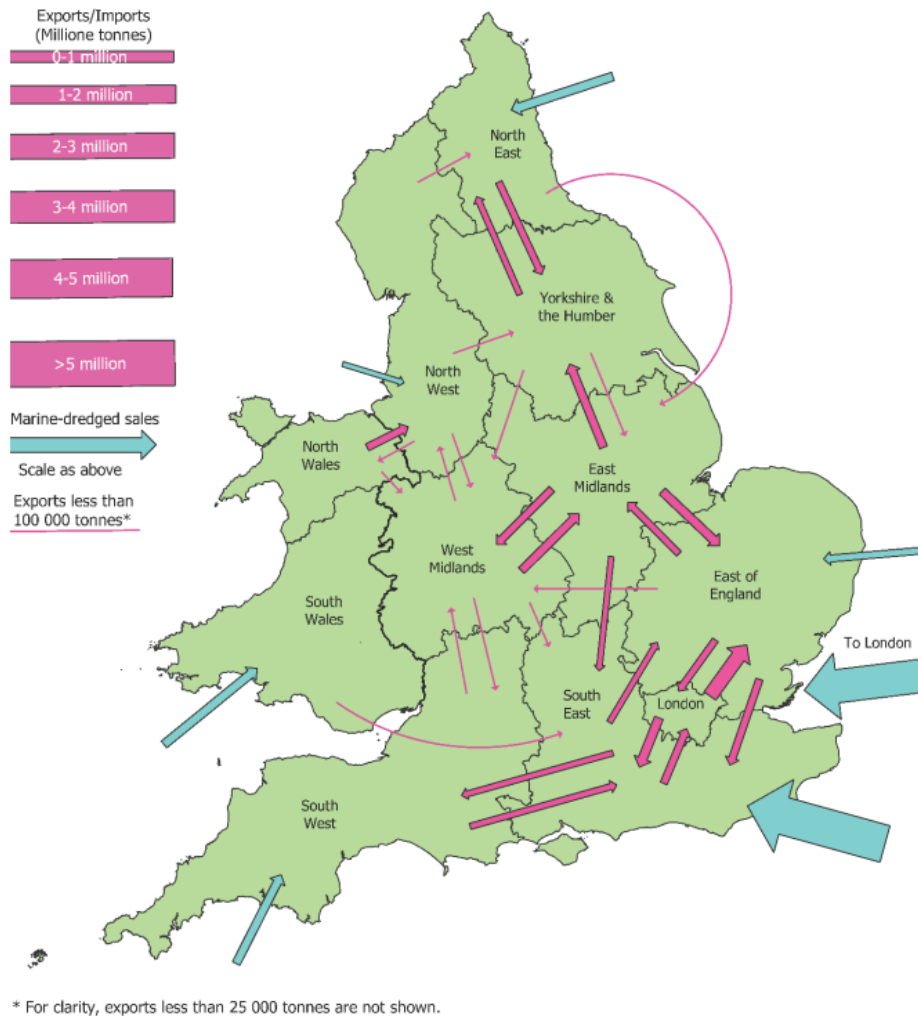 Exports/Imports
(Millione tonnes)
0-1 million
1-2 million
2-3 million
3-4 million
4-5 million
>5 million
Marine-dredged sales
Scale as above
Exports less than
100 000 tonnes*
North
East
Yorkshire &
the Humber
North
West
North
Wales
East
Midlands
West
Midlands
East of
England
South
Wales
To London
South
East
London
South
West
* For clarity, exports less than 25 000 tonnes are not shown.